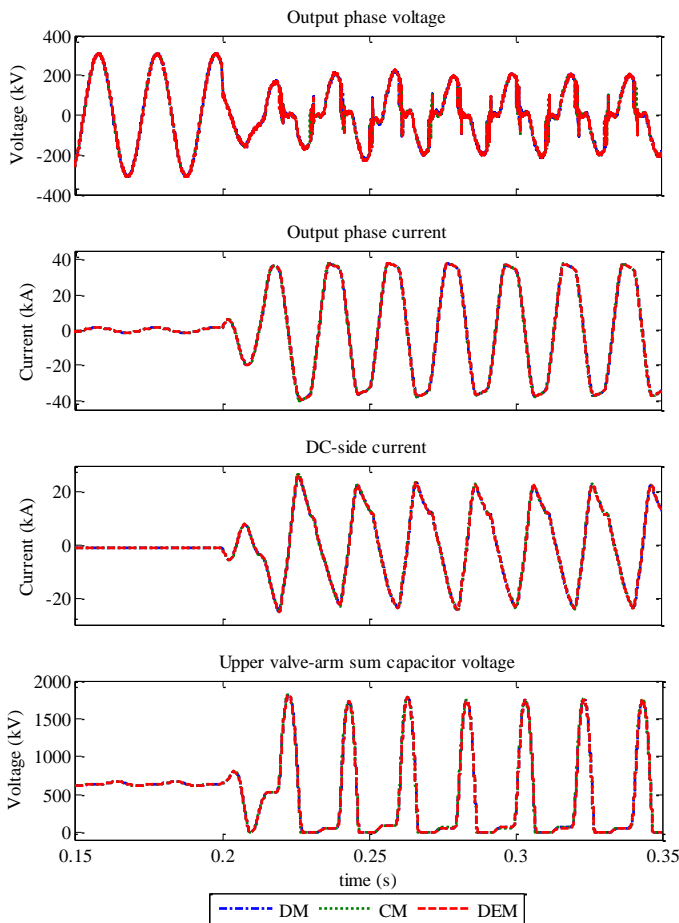 Output phase voltage
400
200
0
-200
-400
Voltage (kV)
Output phase current
40
20
0
-20
-40
Current (kA)
DC-side current
20
0
-20
Current (kA)
Upper valve-arm sum capacitor voltage
2000
1500
1000
500
0
Voltage (kV)
0.15 0.2 0.25 0.3 0.35
time (s)
DM CM DEM